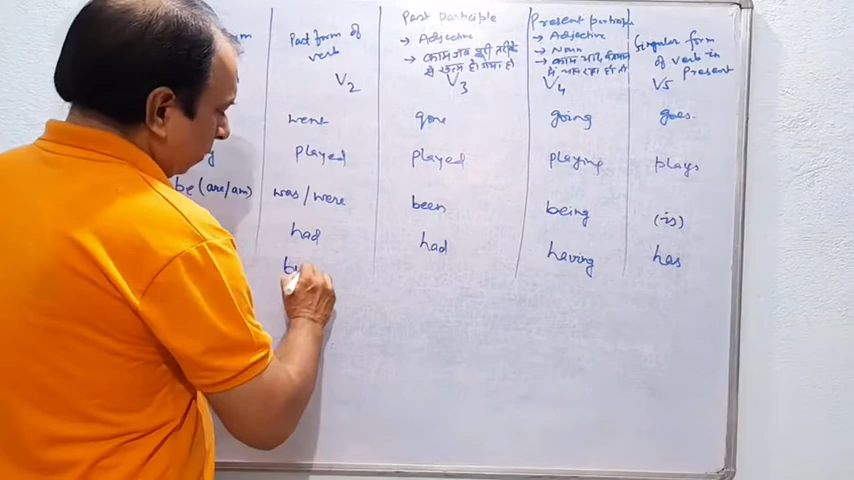 m
Past form of verb
V2
Past Participle
→ Adjective
→ काम जब पूरी तरीके से खत्म हो गया हो
V3
Present participle
→ Adjective
→ Noun
→ काम
में चल रहा हो तो
V4
Singular form of verb in Present
V5
went gone going goes.
played played playing plays
be (are/am) was/were been being (is)
had had having has